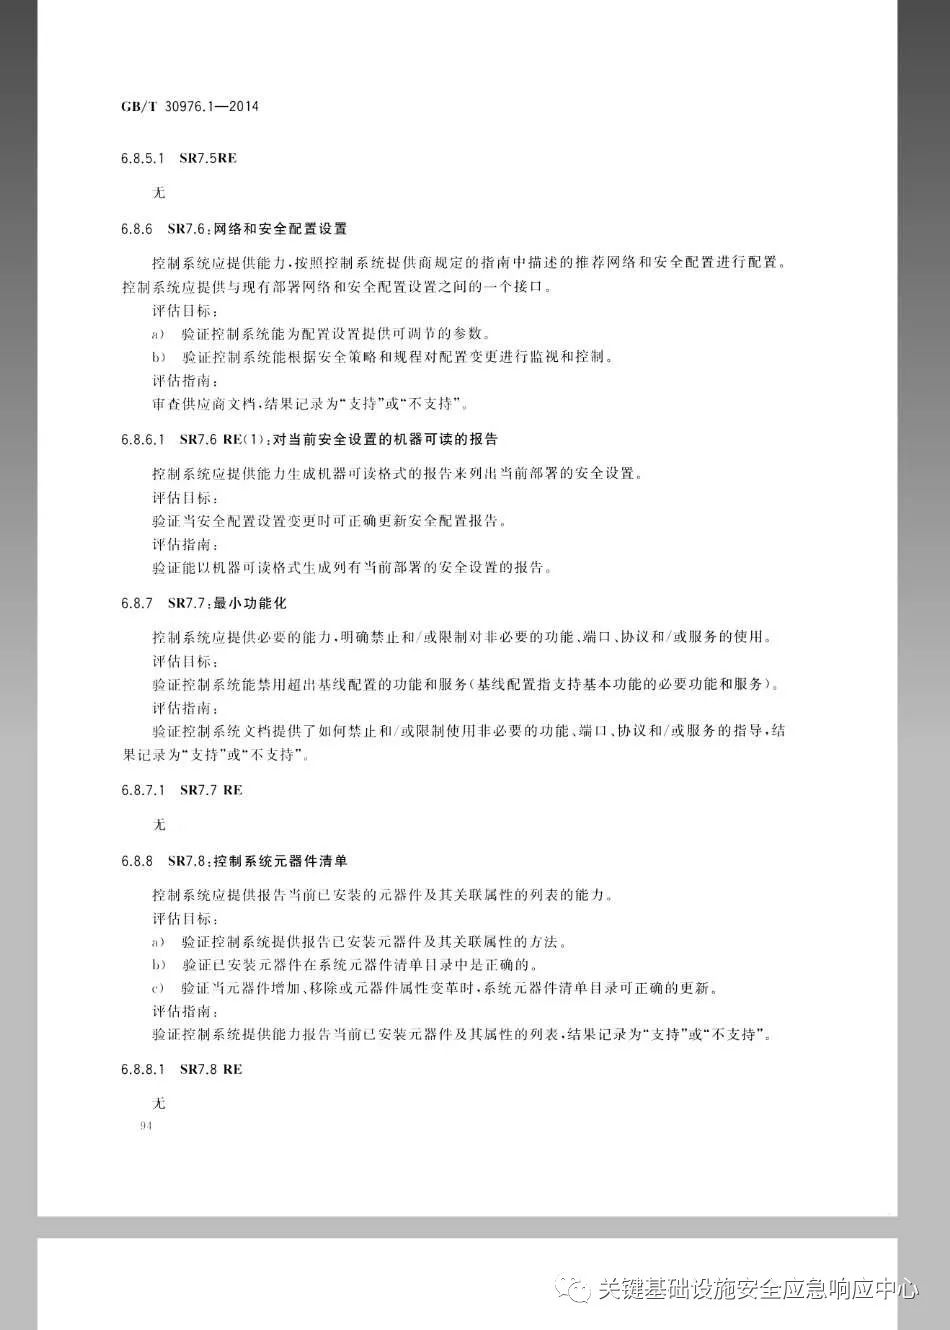 GB/T 30976.1—2014
6.8.5.1 SR7.5RE
无
6.8.6 SR7.6:网络和安全配置设置
控制系统应提供能力,按照控制系统提供商规定的指南中描述的推荐网络和安全配置进行配置。
控制系统应提供与现有部署网络和安全配置设置之间的一个接口。
评估目标:
a) 验证控制系统能为配置设置提供可调节的参数。
b) 验证控制系统能根据安全策略和规程对配置变更进行监视和控制。
评估指南:
审查供应商文档,结果记录为“支持”或“不支持”。
6.8.6.1 SR7.6 RE(1):对当前安全设置的机器可读的报告
控制系统应提供能力生成机器可读格式的报告来列出当前部署的安全设置。
评估目标:
验证当安全配置设置变更时可正确更新安全配置报告。
评估指南:
验证能以机器可读格式生成列有当前部署的安全设置的报告。
6.8.7 SR7.7:最小功能化
控制系统应提供必要的能力,明确禁止和/或限制对非必要的功能、端口、协议和/或服务的使用。
评估目标:
验证控制系统能禁用超出基线配置的功能和服务(基线配置指支持基本功能的必要功能和服务)。
评估指南:
验证控制系统文档提供了如何禁止和/或限制使用非必要的功能、端口、协议和/或服务的指导,结
果记录为“支持”或“不支持”。
6.8.7.1 SR7.7 RE
无
6.8.8 SR7.8:控制系统元器件清单
控制系统应提供报告当前已安装的元器件及其关联属性的列表的能力。
评估目标:
a) 验证控制系统提供报告已安装元器件及其关联属性的方法。
b) 验证已安装元器件在系统元器件清单目录中是正确的。
c) 验证当元器件增加、移除或元器件属性变革时,系统元器件清单目录可正确的更新。
评估指南:
验证控制系统提供能力报告当前已安装元器件及其属性的列表,结果记录为“支持”或“不支持”。
6.8.8.1 SR7.8 RE
无
94
关键基础设施安全应急响应中心